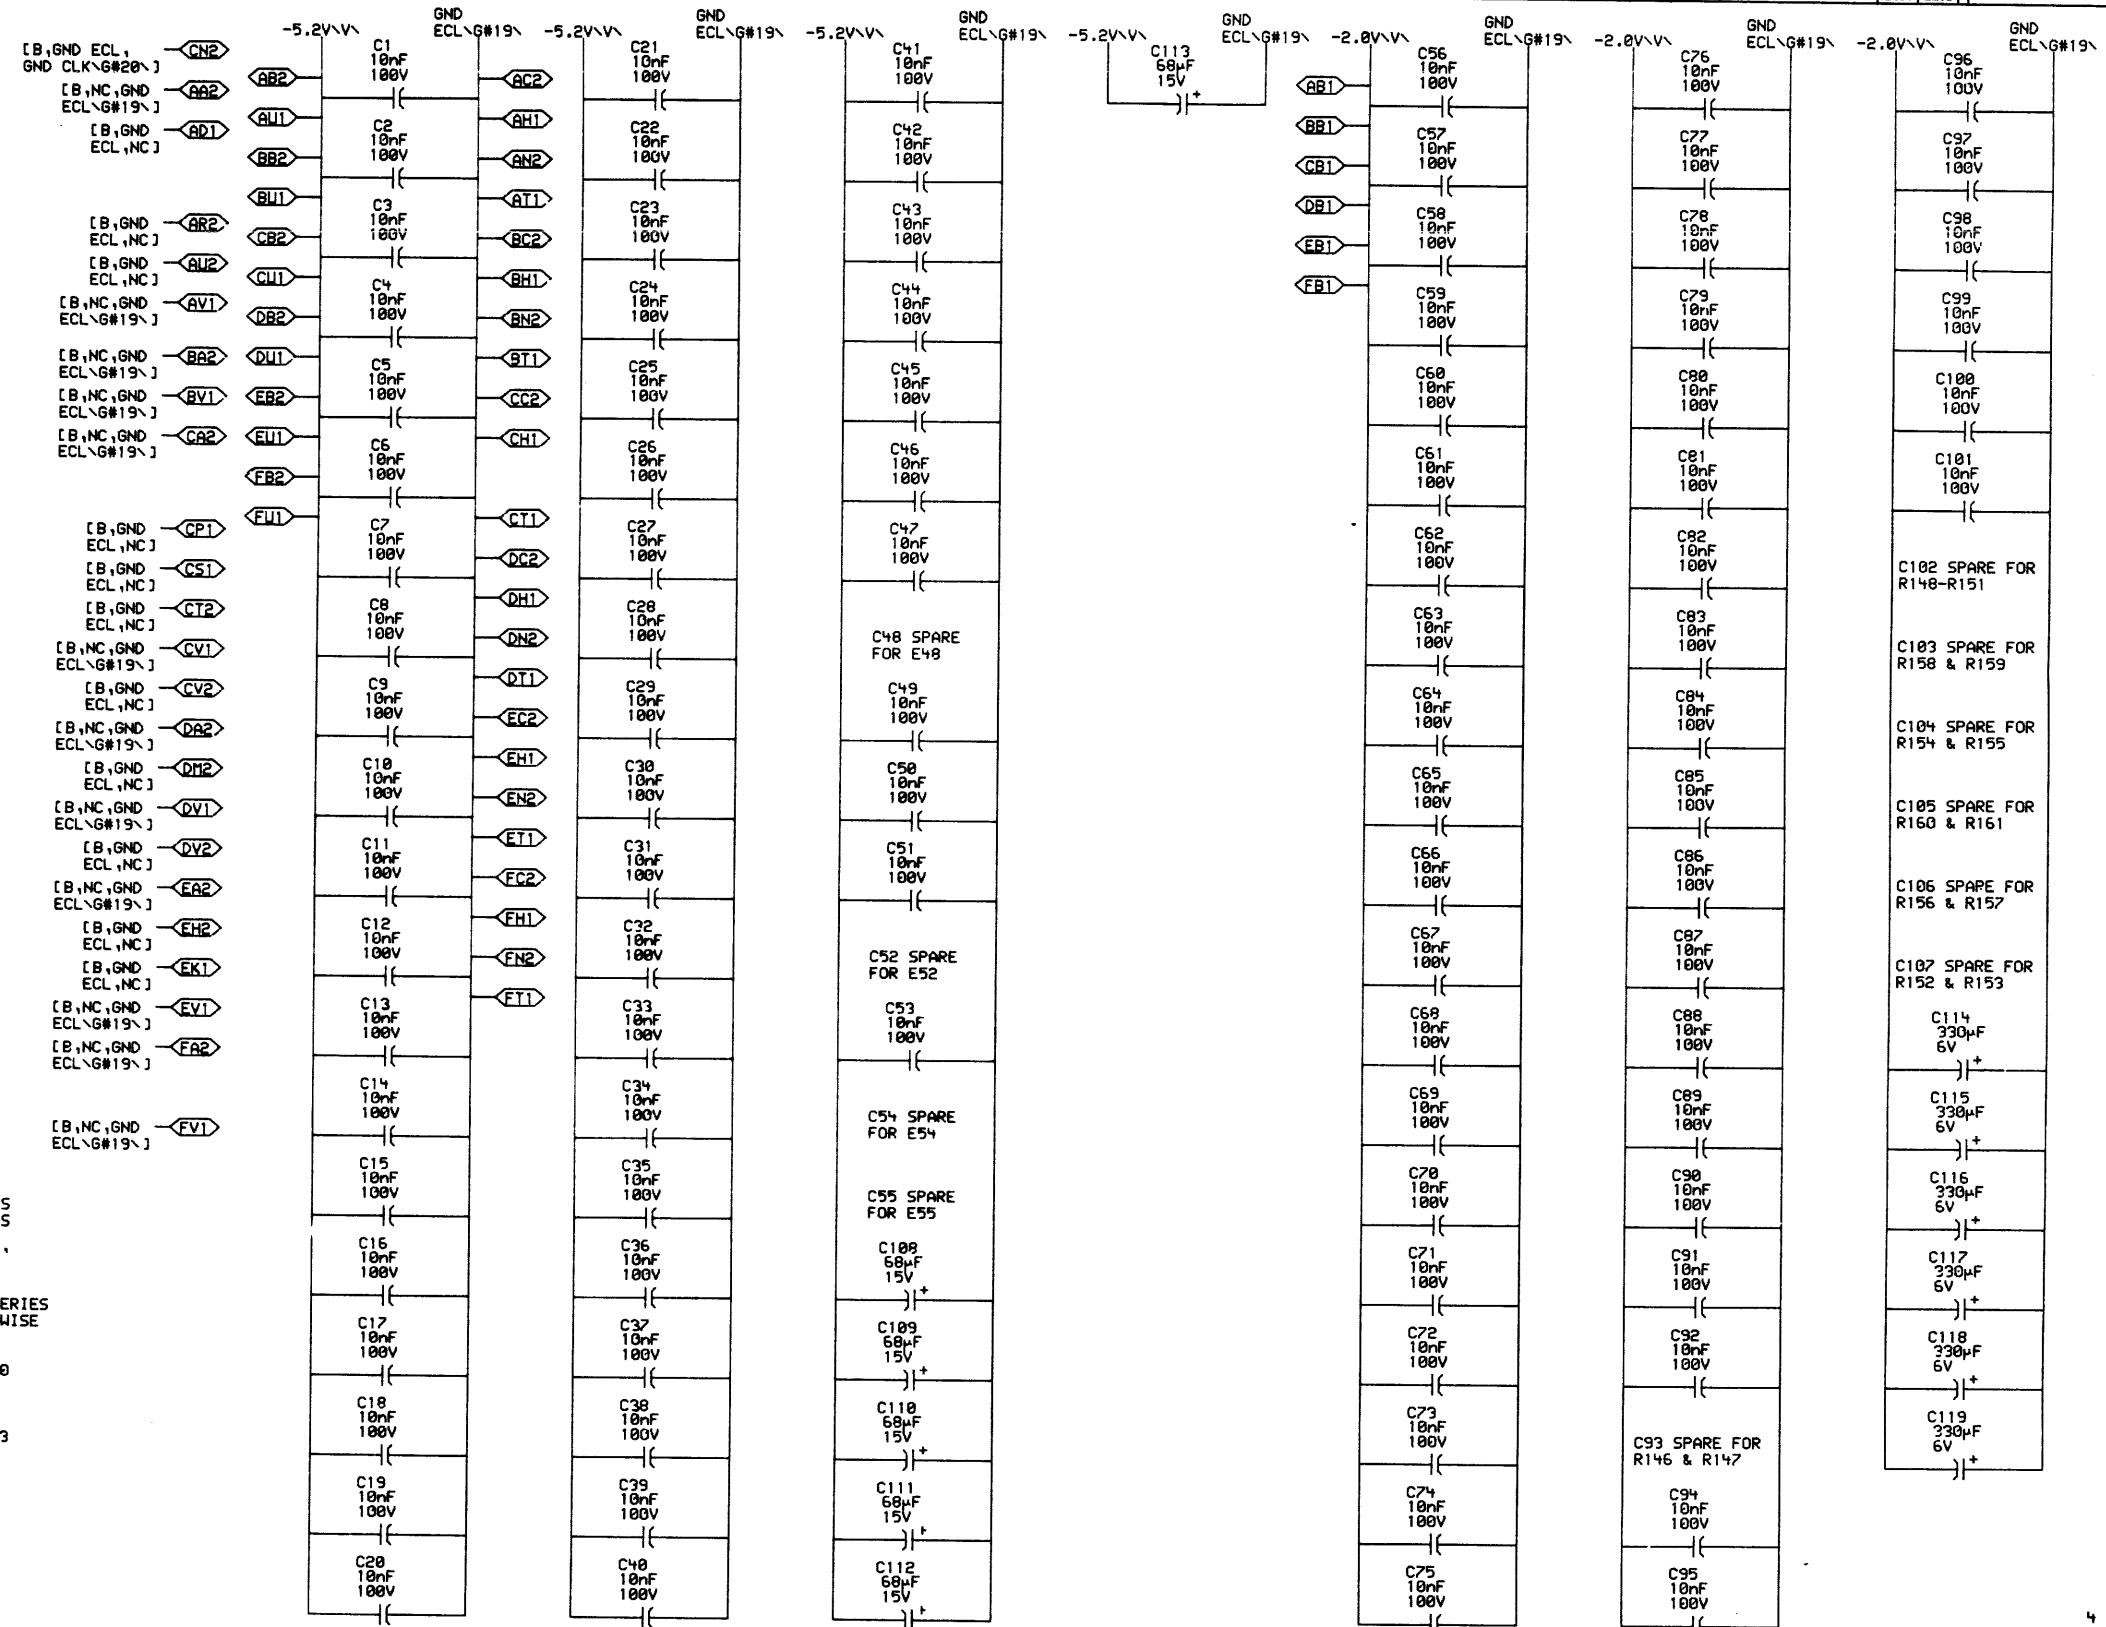 [B,GND ECL, CN2
GND CLK\G#20\]
[B,NC,GND AA2
ECL\G#19\]
[B,GND AD1
ECL,NC]
[B,GND AR2
ECL,NC]
[B,GND AU2
ECL,NC]
[B,NC,GND AV1
ECL\G#19\]
[B,NC,GND BA2
ECL\G#19\]
[B,NC,GND BV1
ECL\G#19\]
[B,NC,GND CA2
ECL\G#19\]
[B,GND CP1
ECL,NC]
[B,GND CS1
ECL,NC]
[B,GND CT2
ECL,NC]
[B,NC,GND CV1
ECL\G#19\]
[B,GND CV2
ECL,NC]
[B,NC,GND DA2
ECL\G#19\]
[B,GND DM2
ECL,NC]
[B,NC,GND DV1
ECL\G#19\]
[B,GND DV2
ECL,NC]
[B,NC,GND EA2
ECL\G#19\]
[B,GND EH2
ECL,NC]
[B,GND EK1
ECL,NC]
[B,NC,GND EV1
ECL\G#19\]
[B,NC,GND FA2
ECL\G#19\]
[B,NC,GND FV1
ECL\G#19\]
S
S
,
ERIES
WISE
0
3
AB2
AU1
BB2
BU1
CB2
CU1
DB2
DU1
EB2
EU1
FB2
FU1
-5.2V\V\
GND
ECL\G#19\
C1
10nF
100V
C2
10nF
100V
C3
10nF
100V
C4
10nF
100V
C5
10nF
100V
C6
10nF
100V
C7
10nF
100V
C8
10nF
100V
C9
10nF
100V
C10
10nF
100V
C11
10nF
100V
C12
10nF
100V
C13
10nF
100V
C14
10nF
100V
C15
10nF
100V
C16
10nF
100V
C17
10nF
100V
C18
10nF
100V
C19
10nF
100V
C20
10nF
100V
AC2
AH1
AN2
AT1
BC2
BH1
BN2
BT1
CC2
CH1
CT1
DC2
DH1
DN2
DT1
EC2
EH1
EN2
ET1
FC2
FH1
FN2
FT1
-5.2V\V\
GND
ECL\G#19\
C21
10nF
100V
C22
10nF
100V
C23
10nF
100V
C24
10nF
100V
C25
10nF
100V
C26
10nF
100V
C27
10nF
100V
C28
10nF
100V
C29
10nF
100V
C30
10nF
100V
C31
10nF
100V
C32
10nF
100V
C33
10nF
100V
C34
10nF
100V
C35
10nF
100V
C36
10nF
100V
C37
10nF
100V
C38
10nF
100V
C39
10nF
100V
C40
10nF
100V
-5.2V\V\
GND
ECL\G#19\
C41
10nF
100V
C42
10nF
100V
C43
10nF
100V
C44
10nF
100V
C45
10nF
100V
C46
10nF
100V
C47
10nF
100V
C48 SPARE
FOR E48
C49
10nF
100V
C50
10nF
100V
C51
10nF
100V
C52 SPARE
FOR E52
C53
10nF
100V
C54 SPARE
FOR E54
C55 SPARE
FOR E55
C108
68µF
15V
+
C109
68µF
15V
+
C110
68µF
15V
+
C111
68µF
15V
+
C112
68µF
15V
+
-5.2V\V\
GND
ECL\G#19\
C113
68µF
15V
+
AB1
BB1
CB1
DB1
EB1
FB1
-2.0V\V\
GND
ECL\G#19\
C56
10nF
100V
C57
10nF
100V
C58
10nF
100V
C59
10nF
100V
C60
10nF
100V
C61
10nF
100V
C62
10nF
100V
C63
10nF
100V
C64
10nF
100V
C65
10nF
100V
C66
10nF
100V
C67
10nF
100V
C68
10nF
100V
C69
10nF
100V
C70
10nF
100V
C71
10nF
100V
C72
10nF
100V
C73
10nF
100V
C74
10nF
100V
C75
10nF
100V
-2.0V\V\
GND
ECL\G#19\
C76
10nF
100V
C77
10nF
100V
C78
10nF
100V
C79
10nF
100V
C80
10nF
100V
C81
10nF
100V
C82
10nF
100V
C83
10nF
100V
C84
10nF
100V
C85
10nF
100V
C86
10nF
100V
C87
10nF
100V
C88
10nF
100V
C89
10nF
100V
C90
10nF
100V
C91
10nF
100V
C92
10nF
100V
C93 SPARE FOR
R146 & R147
C94
10nF
100V
C95
10nF
100V
-2.0V\V\
GND
ECL\G#19\
C96
10nF
100V
C97
10nF
100V
C98
10nF
100V
C99
10nF
100V
C100
10nF
100V
C101
10nF
100V
C102 SPARE FOR
R148-R151
C103 SPARE FOR
R158 & R159
C104 SPARE FOR
R154 & R155
C105 SPARE FOR
R160 & R161
C106 SPARE FOR
R156 & R157
C107 SPARE FOR
R152 & R153
C114
330µF
6V
+
C115
330µF
6V
+
C116
330µF
6V
+
C117
330µF
6V
+
C118
330µF
6V
+
C119
330µF
6V
+
4